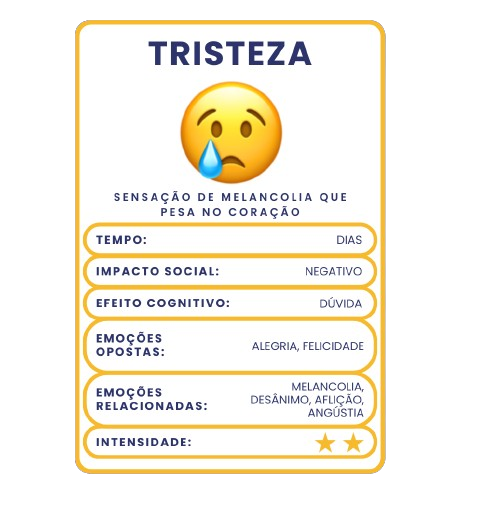 TRISTEZA
SENSAÇÃO DE MELANCOLIA QUE
PESA NO CORAÇÃO
TEMPO: DIAS
IMPACTO SOCIAL: NEGATIVO
EFEITO COGNITIVO: DÚVIDA
EMOÇÕES
OPOSTAS:
ALEGRIA, FELICIDADE
EMOÇÕES
RELACIONADAS:
MELANCOLIA,
DESÂNIMO, AFLIÇÃO,
ANGÚSTIA
INTENSIDADE: